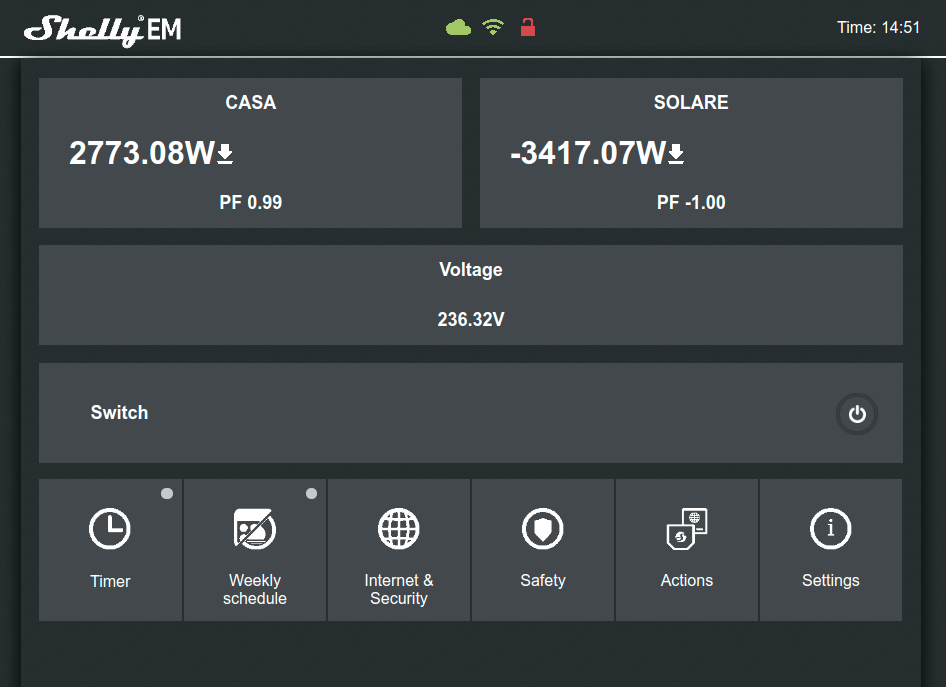 Shelly® EM
Time: 14:51
CASA
2773.08W
PF 0.99
SOLARE
-3417.07W
PF -1.00
Voltage
236.32V
Switch
Timer
Weekly
schedule
Internet &
Security
Safety
Actions
Settings